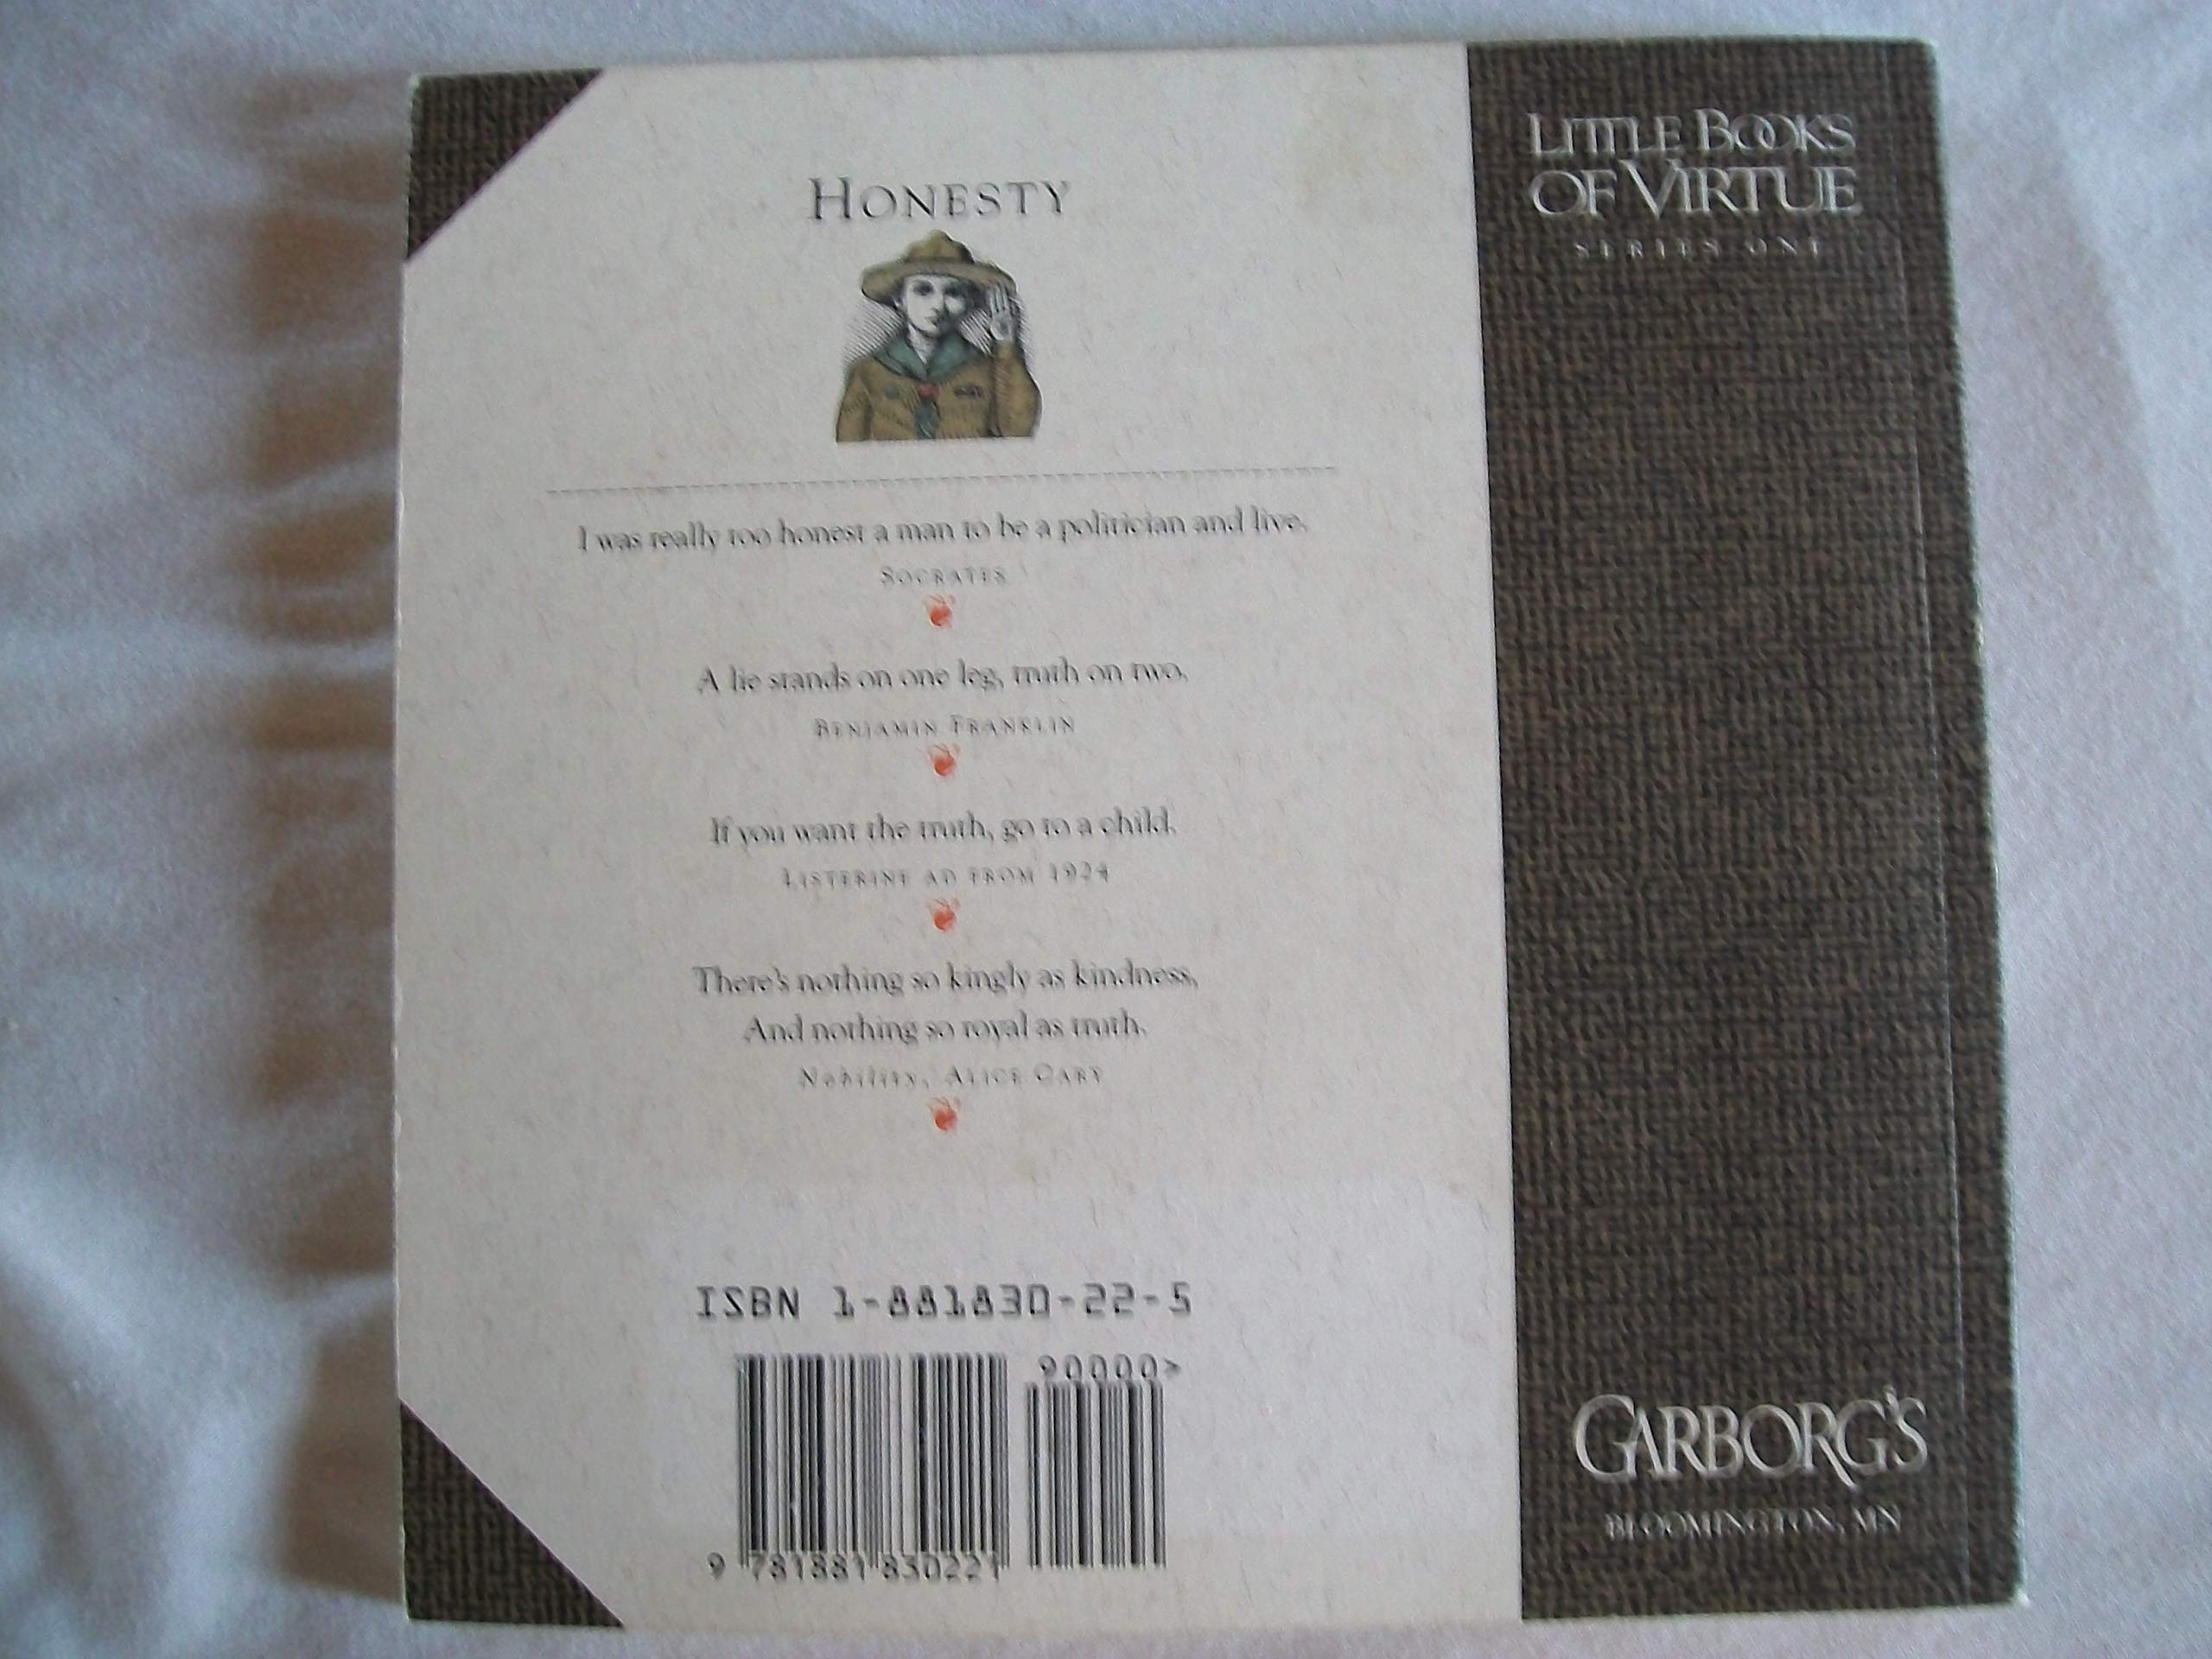 HONESTY
I was really too honest a man to be a politician and live.
SOCRATES
A lie stands on one leg, truth on two.
BENJAMIN FRANKLIN
If you want the truth, go to a child.
LISTERINE AD FROM 1924
There's nothing so kingly as kindness,
And nothing so royal as truth.
Nobility, ALICE CARY
ISBN 1-881830-22-5
90000>
9 781881 830221
LITTLE BOOKS
OF VIRTUE
SERIES ONE
GARBORG'S
BLOOMINGTON, MN